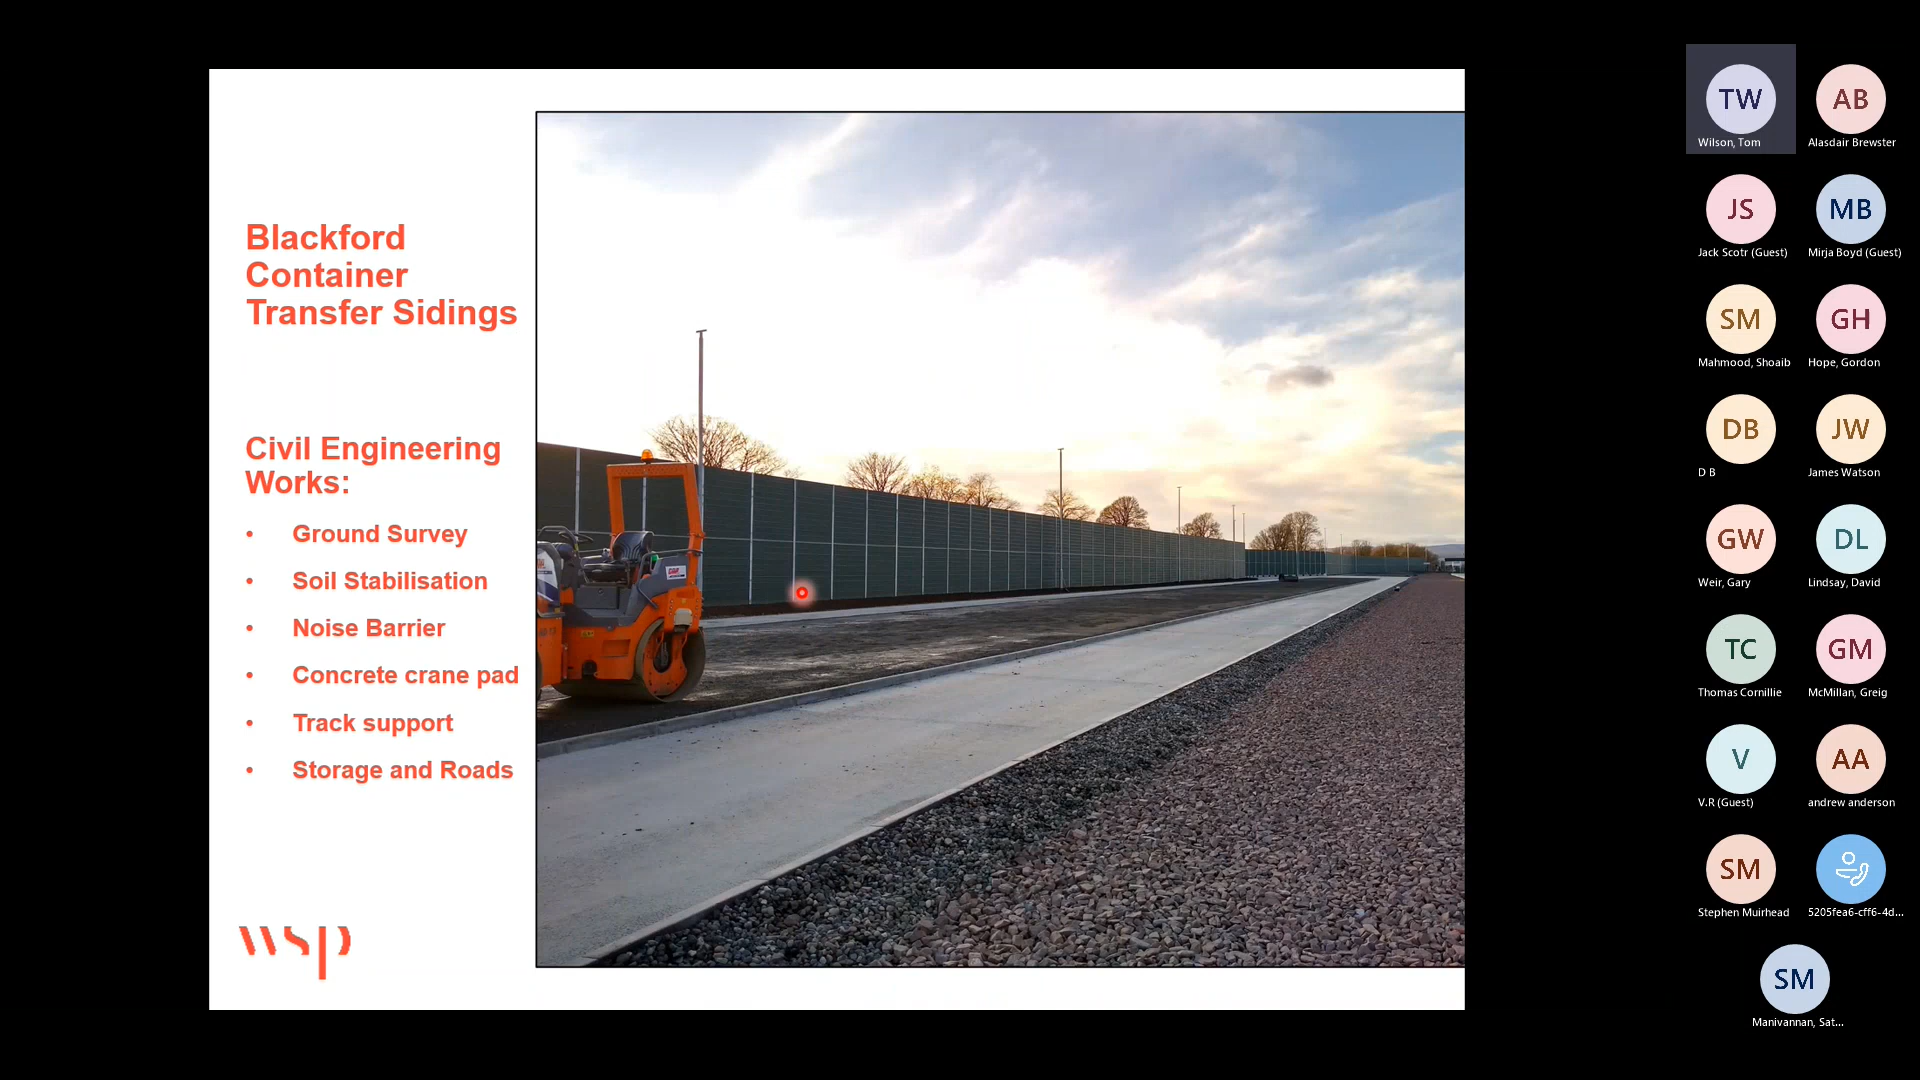 Blackford
Container
Transfer Sidings
Civil Engineering
Works:
• Ground Survey
• Soil Stabilisation
• Noise Barrier
• Concrete crane pad
• Track support
• Storage and Roads
wsp
TW
Wilson, Tom
AB
Alasdair Brewster
JS
Jack Scotr (Guest)
MB
Mirja Boyd (Guest)
SM
Mahmood, Shoaib
GH
Hope, Gordon
DB
D B
JW
James Watson
GW
Weir, Gary
DL
Lindsay, David
TC
Thomas Cornillie
GM
McMillan, Greig
V
V.R (Guest)
AA
andrew anderson
SM
Stephen Muirhead
5205fea6-cff6-4d...
SM
Manivannan, Sat...